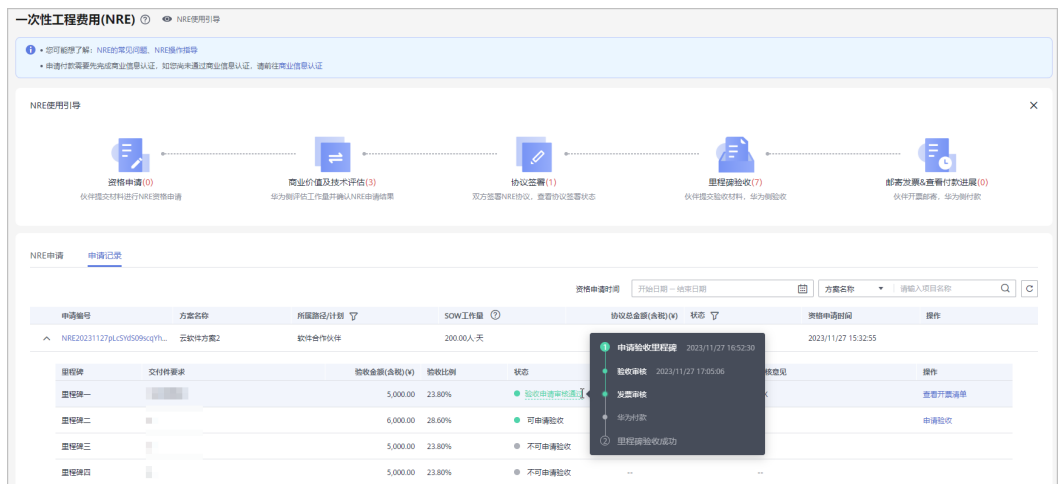 一次性工程费用(NRE) NRE使用引导
• 您可能想了解：NRE的常见问题、NRE操作指导
• 申请付款需要先完成商业信息认证，如您尚未通过商业信息认证，请前往商业信息认证
NRE使用引导
资格申请(0) 商业价值及技术评估(3) 协议签署(1) 里程碑验收(7) 邮寄发票&查看付款进展(0)
伙伴提交材料进行NRE资格申请 华为侧评估工作量并确认NRE申请结果 双方签署NRE协议，查看协议签署状态 伙伴提交验收材料，华为侧验收 伙伴开票邮寄，华为侧付款
NRE申请 申请记录
资格申请时间 开始日期 – 结束日期 方案名称 请输入项目名称
申请编号 方案名称 所属路径/计划 SOW工作量 协议总金额(含税)(¥) 状态 资格申请时间 操作
NRE20231127pLcSYdS09scqYh... 云软件方案2 软件合作伙伴 200.00人·天 2023/11/27 15:32:55
1 申请验收里程碑 2023/11/27 16:52:30
验收审核 2023/11/27 17:05:06
发票审核
华为付款
2 里程碑验收成功
里程碑 交付件要求 验收金额(含税)(¥) 验收比例 状态 意见 操作
里程碑一 5,000.00 23.80% 验收申请审核通过 查看开票清单
里程碑二 6,000.00 28.60% 可申请验收 申请验收
里程碑三 5,000.00 23.80% 不可申请验收
里程碑四 5,000.00 23.80% 不可申请验收 -- --